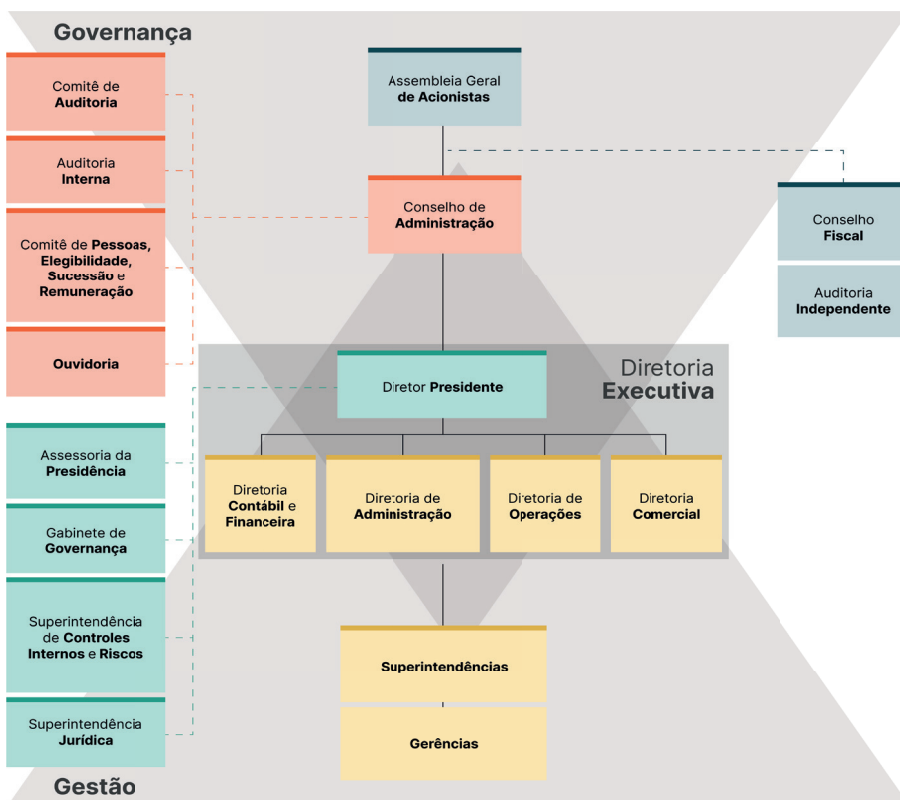 Governança
Assembleia Geral
de Acionistas
Comitê de
Auditoria
Auditoria
Interna
Comitê de Pessoas,
Elegibilidade,
Sucessão e
Remuneração
Ouvidoria
Conselho de
Administração
Conselho
Fiscal
Auditoria
Independente
Diretoria
Executiva
Diretor Presidente
Diretoria
Contábil e
Financeira
Diretoria de
Administração
Diretoria de
Operações
Diretoria
Comercial
Assessoria da
Presidência
Gabinete de
Governança
Superintendência
de Controles
Internos e Riscos
Superintendência
Jurídica
Superintendências
Gerências
Gestão